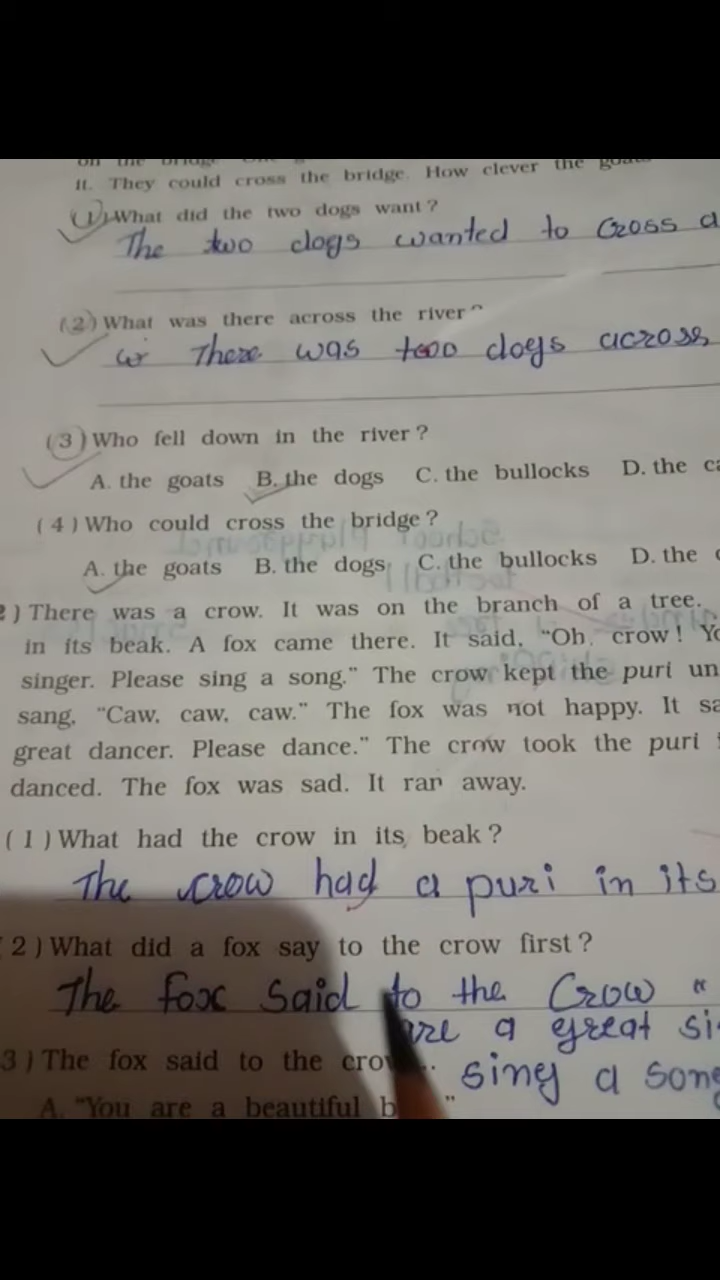 it. They could cross the bridge. How clever the
(1) What did the two dogs want?
The two dogs wanted to cross a
(2) What was there across the river?
There was two dogs across
(3) Who fell down in the river?
A. the goats B. the dogs C. the bullocks D. the
(4) Who could cross the bridge?
A. the goats B. the dogs C. the bullocks D. the
) There was a crow. It was on the branch of a tree.
in its beak. A fox came there. It said, "Oh, crow!
singer. Please sing a song." The crow kept the puri
sang, "Caw, caw, caw." The fox was not happy. It
great dancer. Please dance." The crow took the puri
danced. The fox was sad. It ran away.
(1) What had the crow in its beak?
The crow had a puri in its
2) What did a fox say to the crow first?
The fox said to the Crow "
are a great
3) The fox said to the
sing a song
A. "You are a beautiful